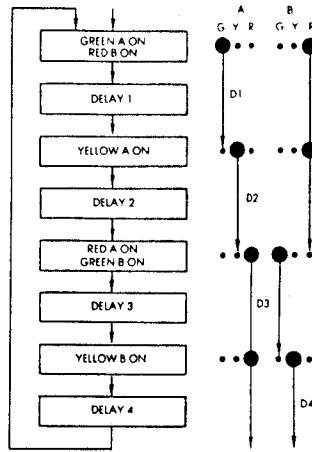 GREEN A ON
RED B ON
DELAY 1
YELLOW A ON
DELAY 2
RED A ON
GREEN B ON
DELAY 3
YELLOW B ON
DELAY 4
A B
G Y R G Y R
D1
D2
D3
D4